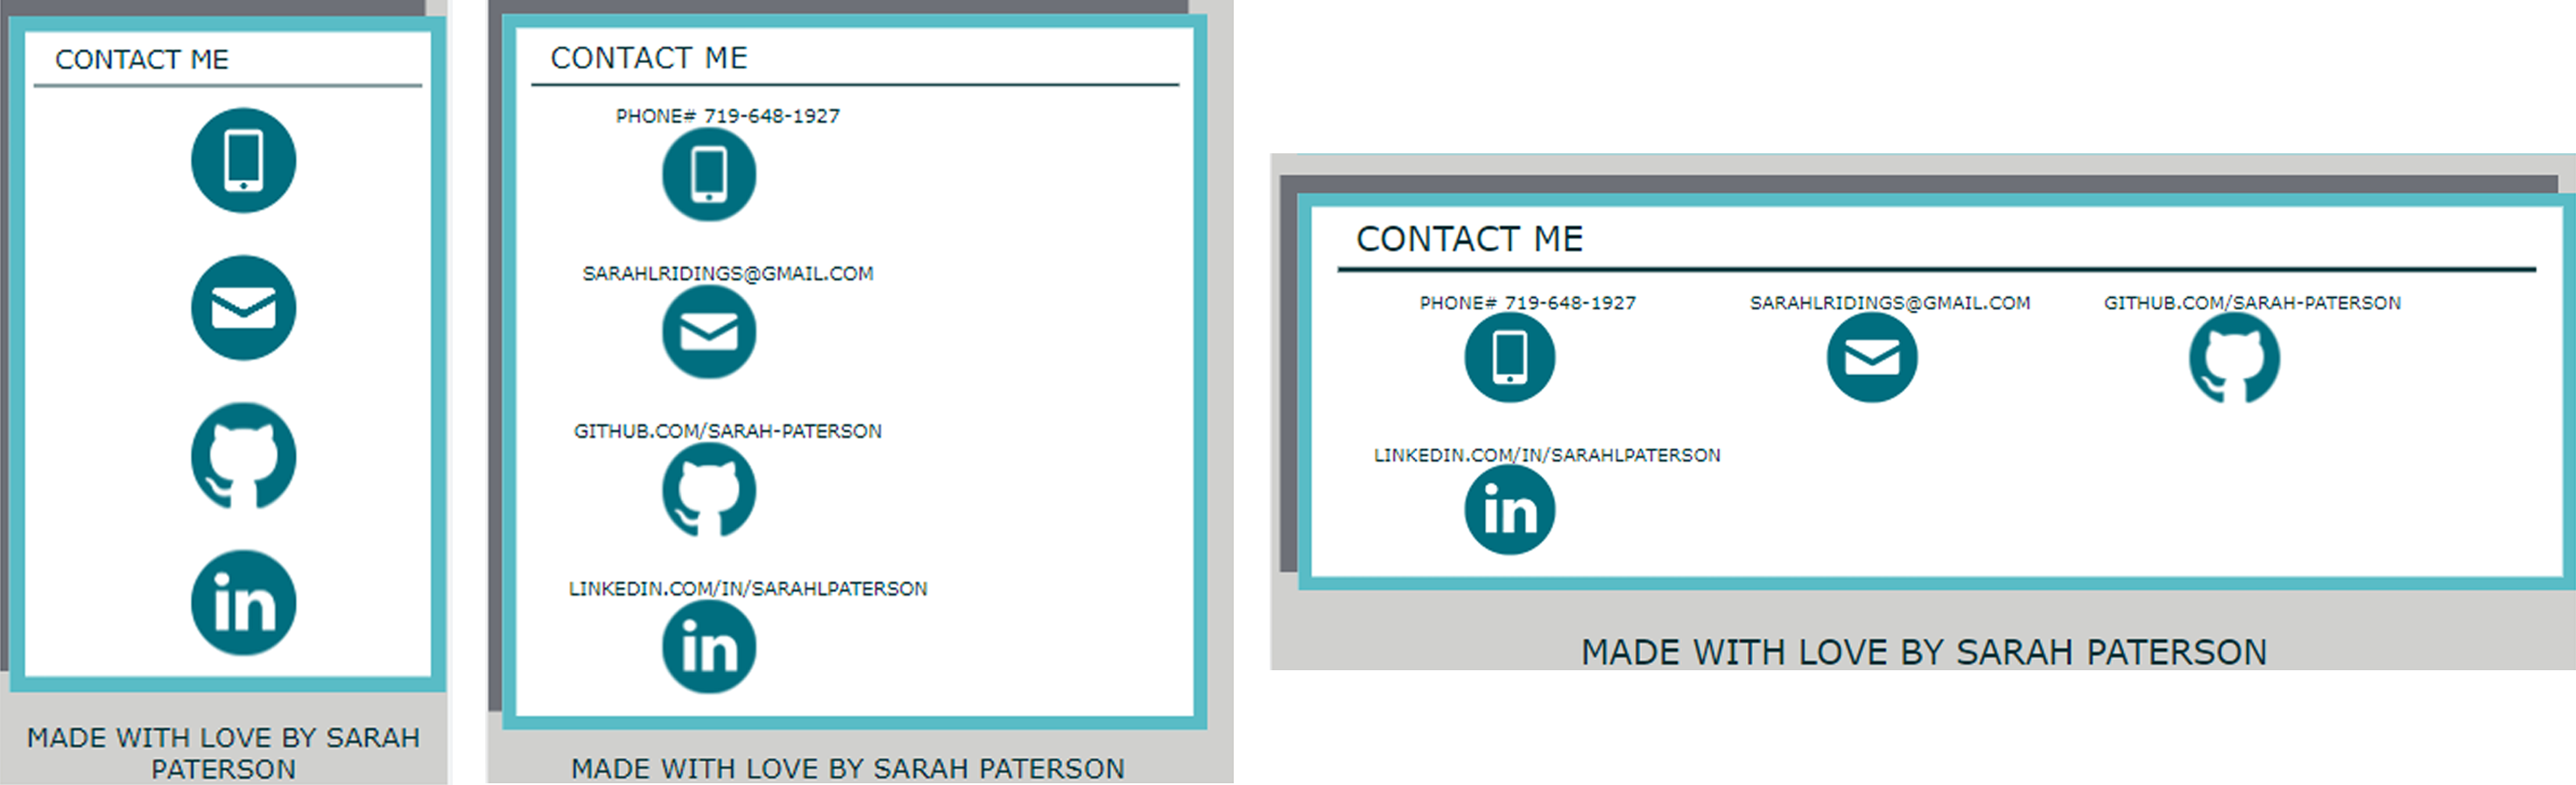 CONTACT ME
MADE WITH LOVE BY SARAH
PATERSON
CONTACT ME
PHONE# 719-648-1927
SARAHLRIDINGS@GMAIL.COM
GITHUB.COM/SARAH-PATERSON
LINKEDIN.COM/IN/SARAHLPATERSON
in
MADE WITH LOVE BY SARAH PATERSON
CONTACT ME
PHONE# 719-648-1927 SARAHLRIDINGS@GMAIL.COM GITHUB.COM/SARAH-PATERSON
LINKEDIN.COM/IN/SARAHLPATERSON
in
MADE WITH LOVE BY SARAH PATERSON